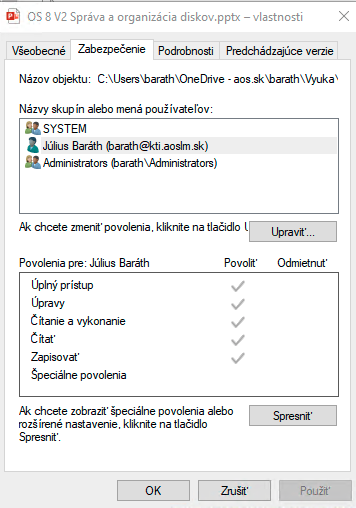 OS 8 V2 Správa a organizácia diskov.pptx – vlastnosti
Všeobecné Zabezpečenie Podrobnosti Predchádzajúce verzie
Názov objektu: C:\Users\barath\OneDrive - aos.sk\barath\Vyuka\
Názvy skupín alebo mená používateľov:
SYSTEM
Július Baráth (barath@kti.aoslm.sk)
Administrators (barath\Administrators)
Ak chcete zmeniť povolenia, kliknite na tlačidlo U
Upraviť...
Povolenia pre: Július Baráth Povoliť Odmietnuť
Úplný prístup
Úpravy
Čítanie a vykonanie
Čítať
Zapisovať
Špeciálne povolenia
Ak chcete zobraziť špeciálne povolenia alebo
rozšírené nastavenie, kliknite na tlačidlo
Spresniť.
Spresniť
OK Zrušiť Použiť